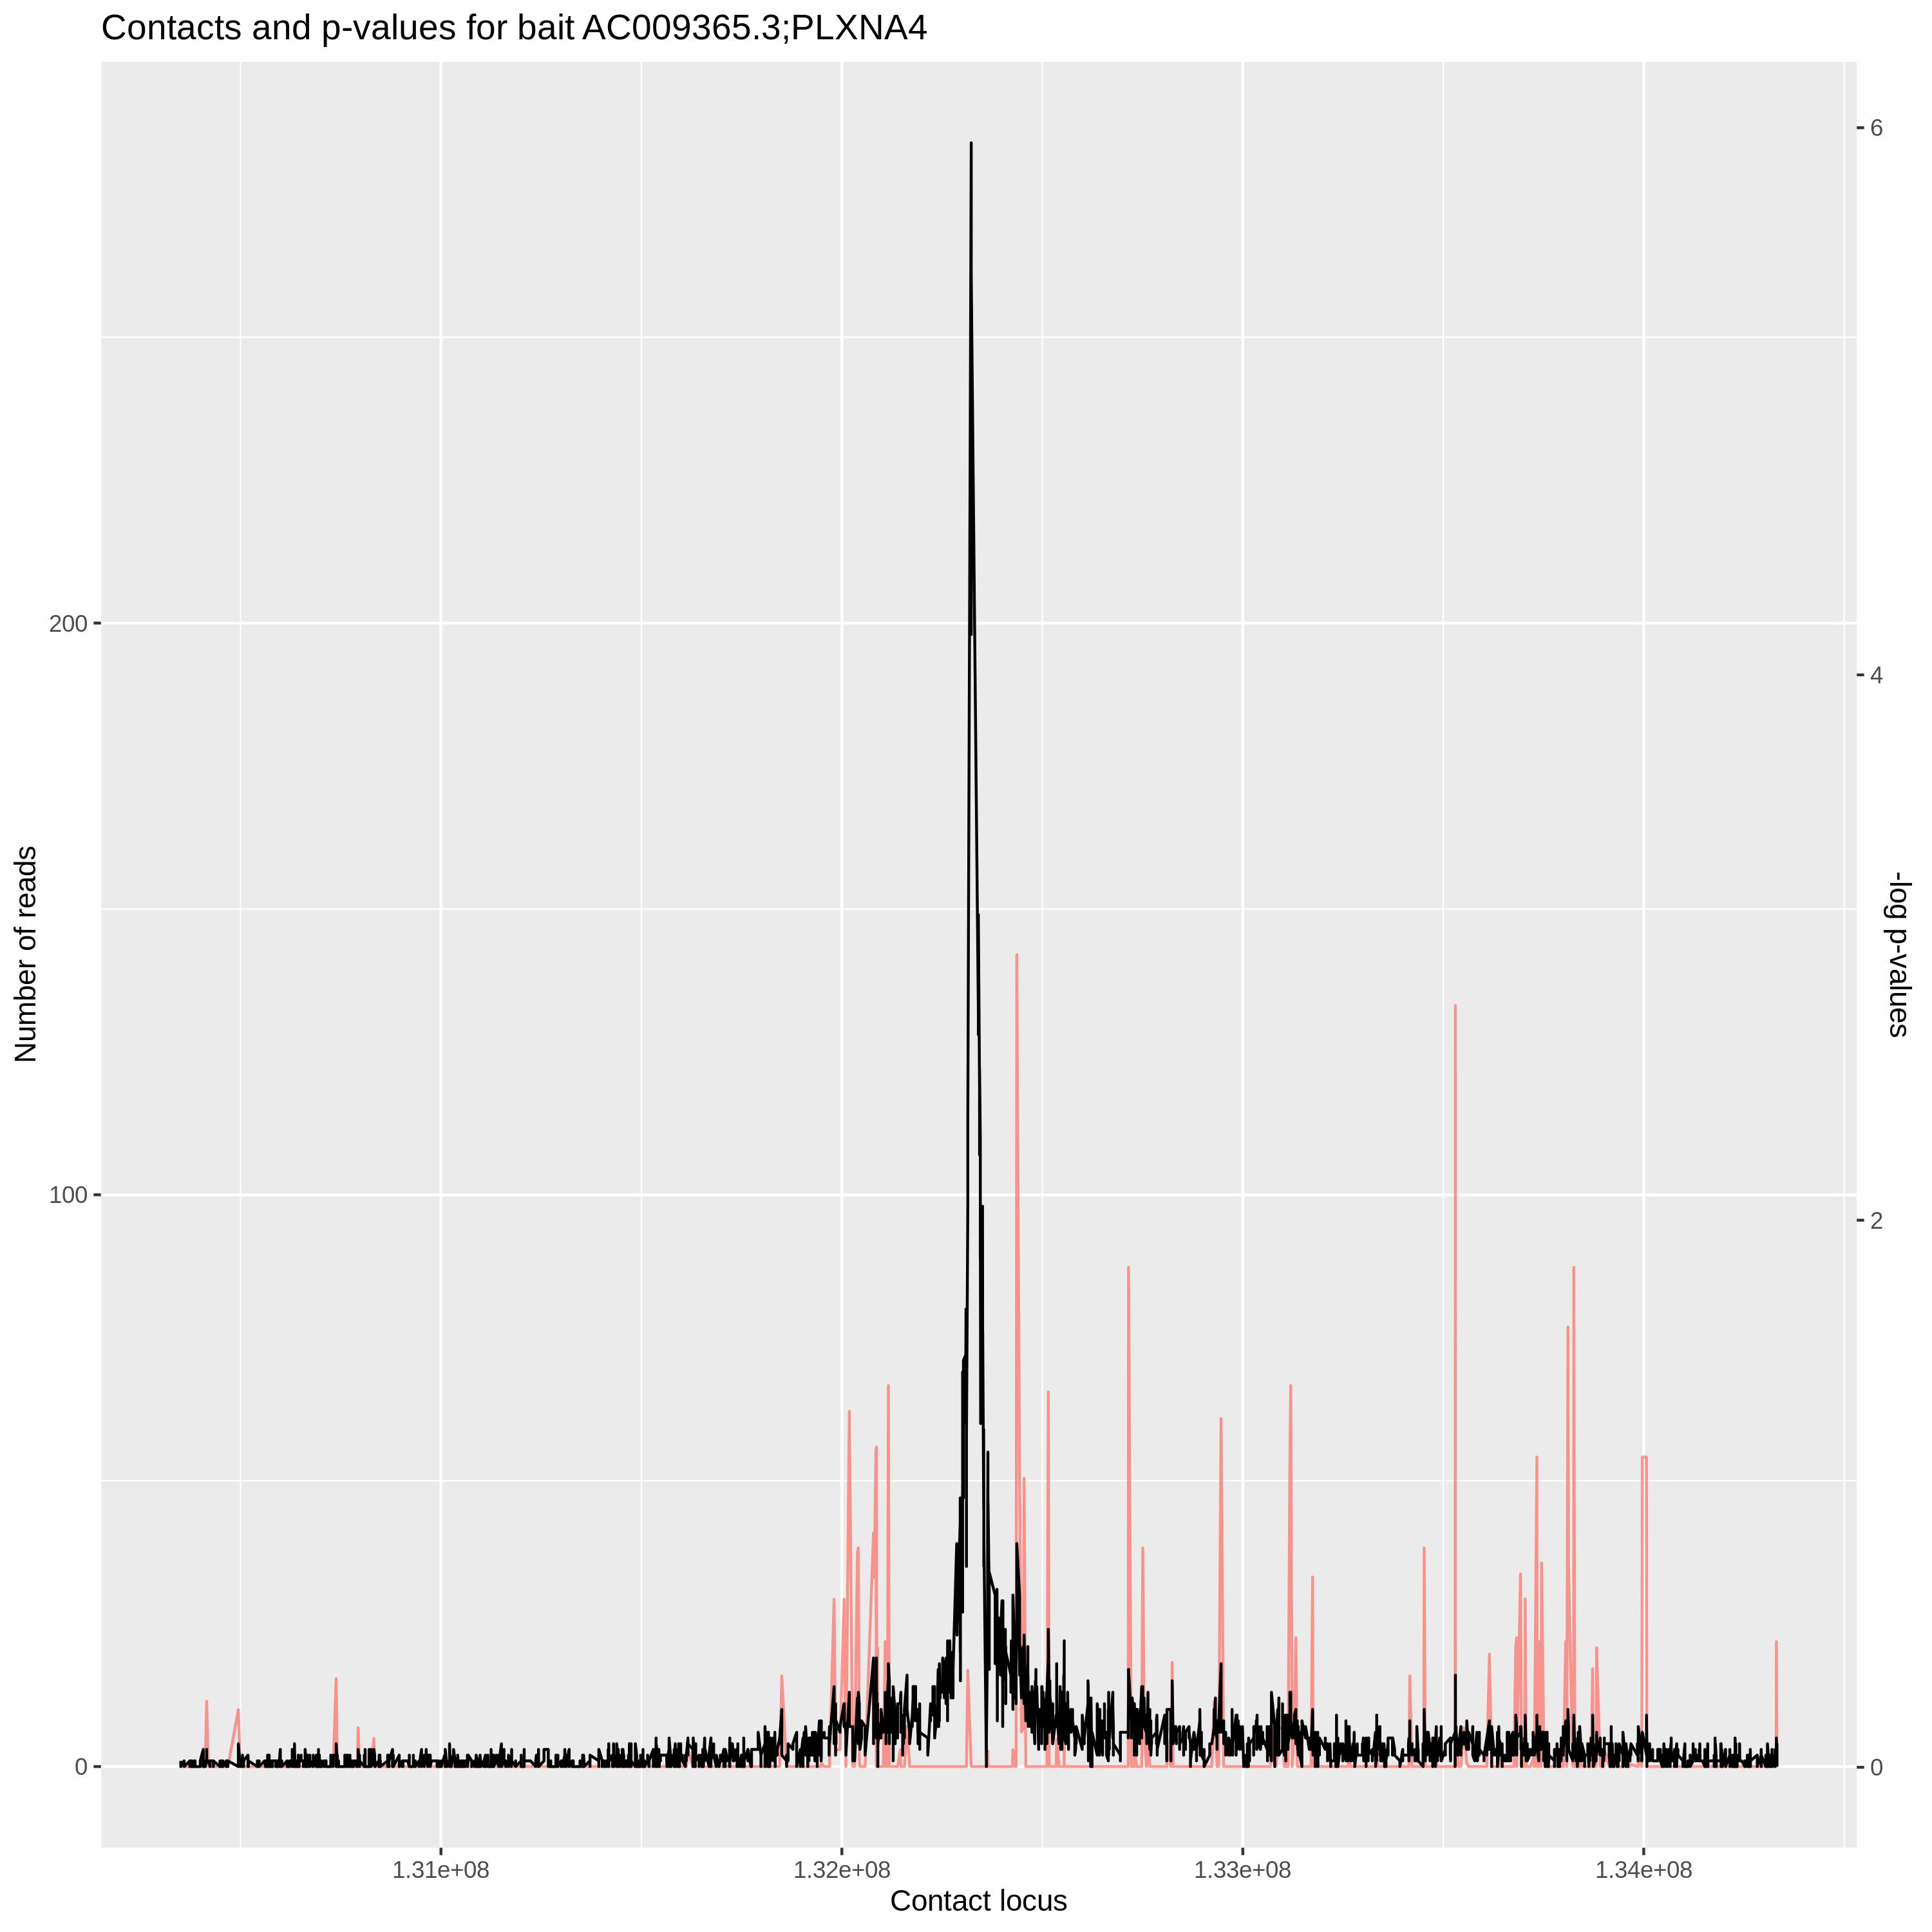 Contacts and p-values for bait AC009365.3;PLXNA4
6
200
4
Number of reads
-log p-values
100
2
0
0
1.31e+08
1.32e+08
1.33e+08
1.34e+08
Contact locus